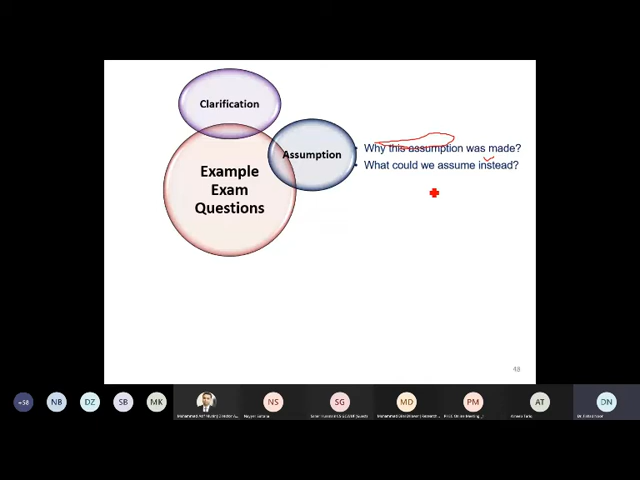 Clarification
Assumption
Why this assumption was made?
What could we assume instead?
Example
Exam
Questions
48
+58
NB
DZ
SB
MK
NS
SG
MD
PM
AT
DN